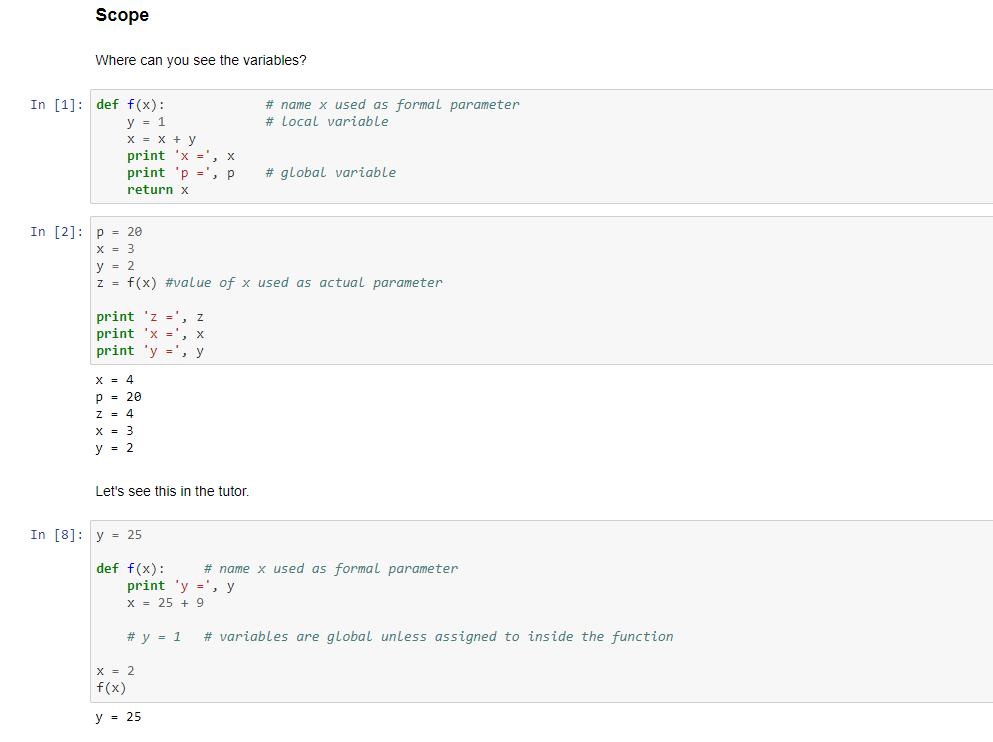 Scope
Where can you see the variables?
In [1]: def f(x):             # name x used as formal parameter
    y = 1             # local variable
    x = x + y
    print 'x =', x
    print 'p =', p    # global variable
    return x
In [2]: p = 20
x = 3
y = 2
z = f(x) #value of x used as actual parameter
print 'z =', z
print 'x =', x
print 'y =', y
x = 4
p = 20
z = 4
x = 3
y = 2
Let's see this in the tutor.
In [8]: y = 25
def f(x):     # name x used as formal parameter
    print 'y =', y
    x = 25 + 9
    # y = 1   # variables are global unless assigned to inside the function
x = 2
f(x)
y = 25